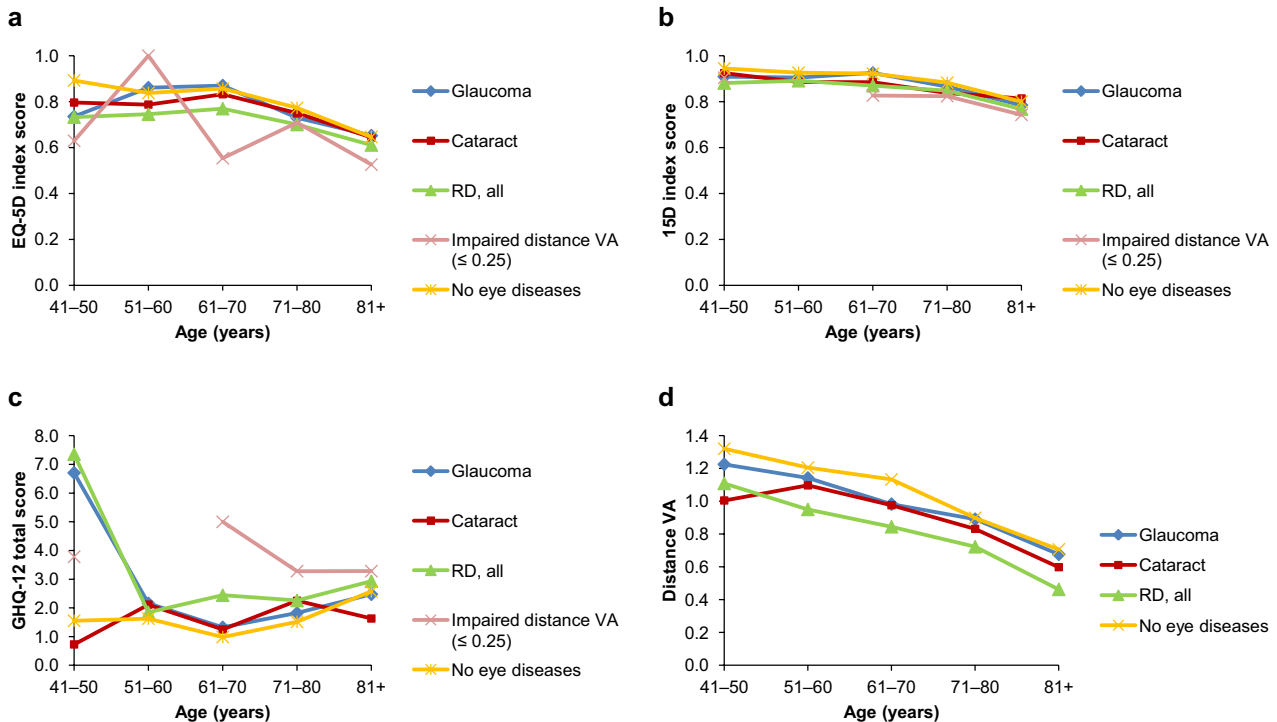 a
EQ-5D index score
1.0
0.8
0.6
0.4
0.2
0.0
41–50 51–60 61–70 71–80 81+
Age (years)
Glaucoma
Cataract
RD, all
Impaired distance VA
(≤ 0.25)
No eye diseases
b
15D index score
1.0
0.8
0.6
0.4
0.2
0.0
41–50 51–60 61–70 71–80 81+
Age (years)
Glaucoma
Cataract
RD, all
Impaired distance VA
(≤ 0.25)
No eye diseases
c
GHQ-12 total score
8.0
7.0
6.0
5.0
4.0
3.0
2.0
1.0
0.0
41–50 51–60 61–70 71–80 81+
Age (years)
Glaucoma
Cataract
RD, all
Impaired distance VA
(≤ 0.25)
No eye diseases
d
Distance VA
1.4
1.2
1.0
0.8
0.6
0.4
0.2
0.0
41–50 51–60 61–70 71–80 81+
Age (years)
Glaucoma
Cataract
RD, all
No eye diseases